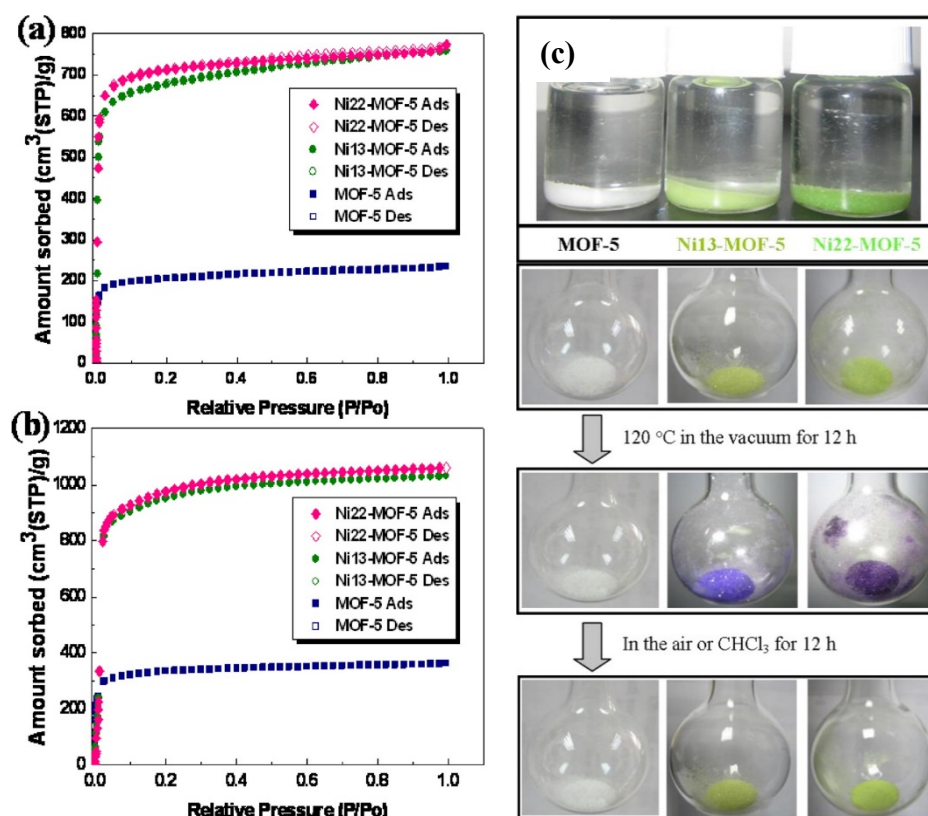 (a)
800
700
600
500
400
300
200
100
0
Amount sorbed (cm³(STP)/g)
Ni22-MOF-5 Ads
Ni22-MOF-5 Des
Ni13-MOF-5 Ads
Ni13-MOF-5 Des
MOF-5 Ads
MOF-5 Des
0.0 0.2 0.4 0.6 0.8 1.0
Relative Pressure (P/Po)
(b)
1200
1000
800
600
400
200
0
Amount sorbed (cm³(STP)/g)
Ni22-MOF-5 Ads
Ni22-MOF-5 Des
Ni13-MOF-5 Ads
Ni13-MOF-5 Des
MOF-5 Ads
MOF-5 Des
0.0 0.2 0.4 0.6 0.8 1.0
Relative Pressure (P/Po)
(c)
MOF-5 Ni13-MOF-5 Ni22-MOF-5
120 °C in the vacuum for 12 h
In the air or CHCl₃ for 12 h